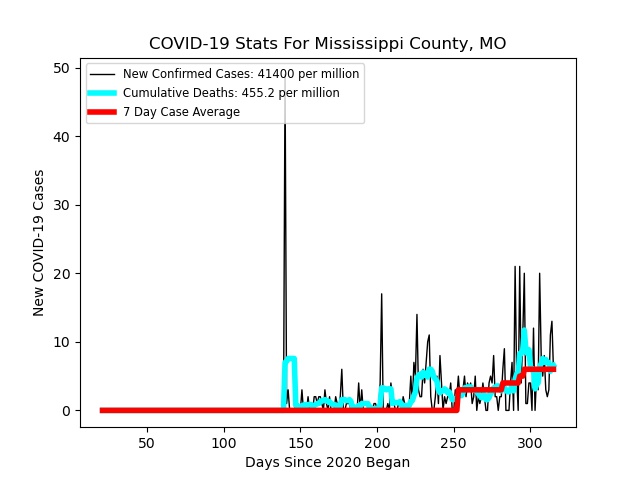 COVID-19 Stats For Mississippi County, MO
New Confirmed Cases: 41400 per million
Cumulative Deaths: 455.2 per million
7 Day Case Average
New COVID-19 Cases
50
40
30
20
10
0
50 100 150 200 250 300
Days Since 2020 Began